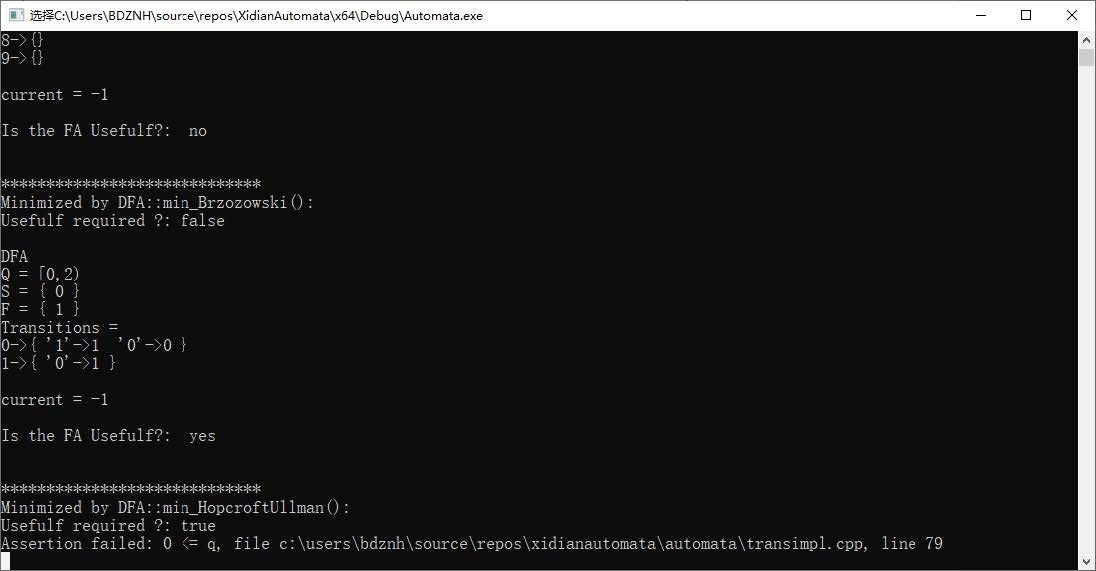 选择C:\Users\BDZNH\source\repos\XidianAutomata\x64\Debug\Automata.exe
8->{}
9->{}
current = -1
Is the FA Usefulf?:  no
*****************************
Minimized by DFA::min_Brzozowski():
Usefulf required ?: false
DFA
Q = [0,2)
S = { 0 }
F = { 1 }
Transitions =
0->{ '1'->1  '0'->0 }
1->{ '0'->1 }
current = -1
Is the FA Usefulf?:  yes
*****************************
Minimized by DFA::min_HopcroftUllman():
Usefulf required ?: true
Assertion failed: 0 <= q, file c:\users\bdznh\source\repos\xidianautomata\automata\transimpl.cpp, line 79